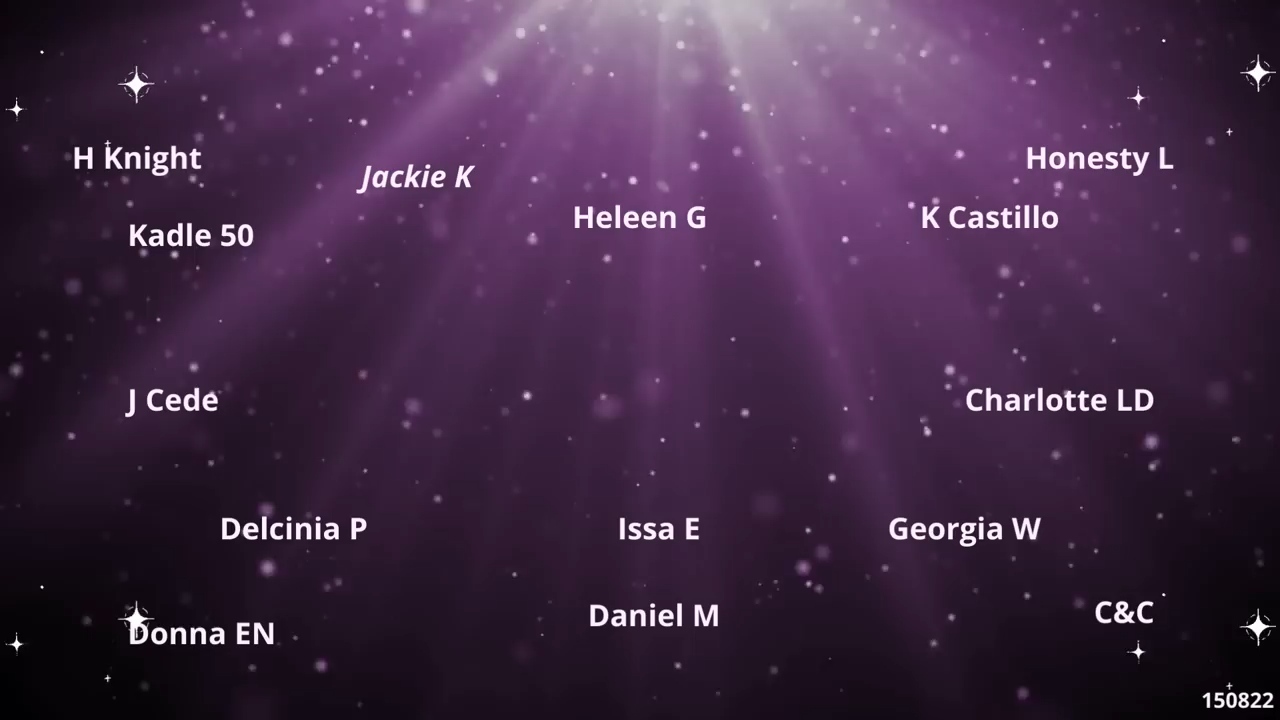 H Knight
Jackie K
Honesty L
Kadle 50
Heleen G
K Castillo
J Cede
Charlotte LD
Delcinia P
Issa E
Georgia W
Donna EN
Daniel M
C&C
150822